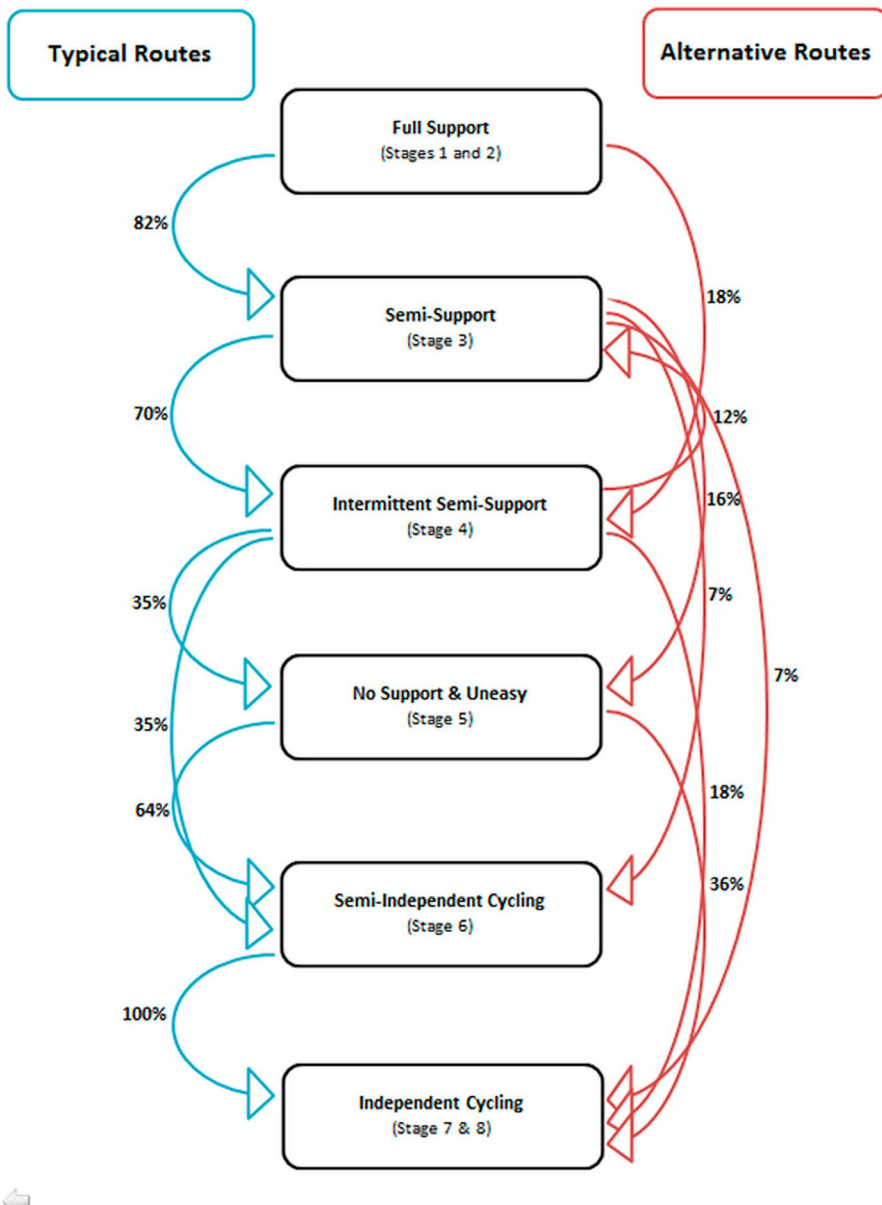 Typical Routes
Alternative Routes
Full Support
(Stages 1 and 2)
82%
18%
Semi-Support
(Stage 3)
70%
12%
Intermittent Semi-Support
(Stage 4)
16%
35%
7%
No Support & Uneasy
(Stage 5)
7%
35%
64%
18%
Semi-Independent Cycling
(Stage 6)
36%
100%
Independent Cycling
(Stage 7 & 8)